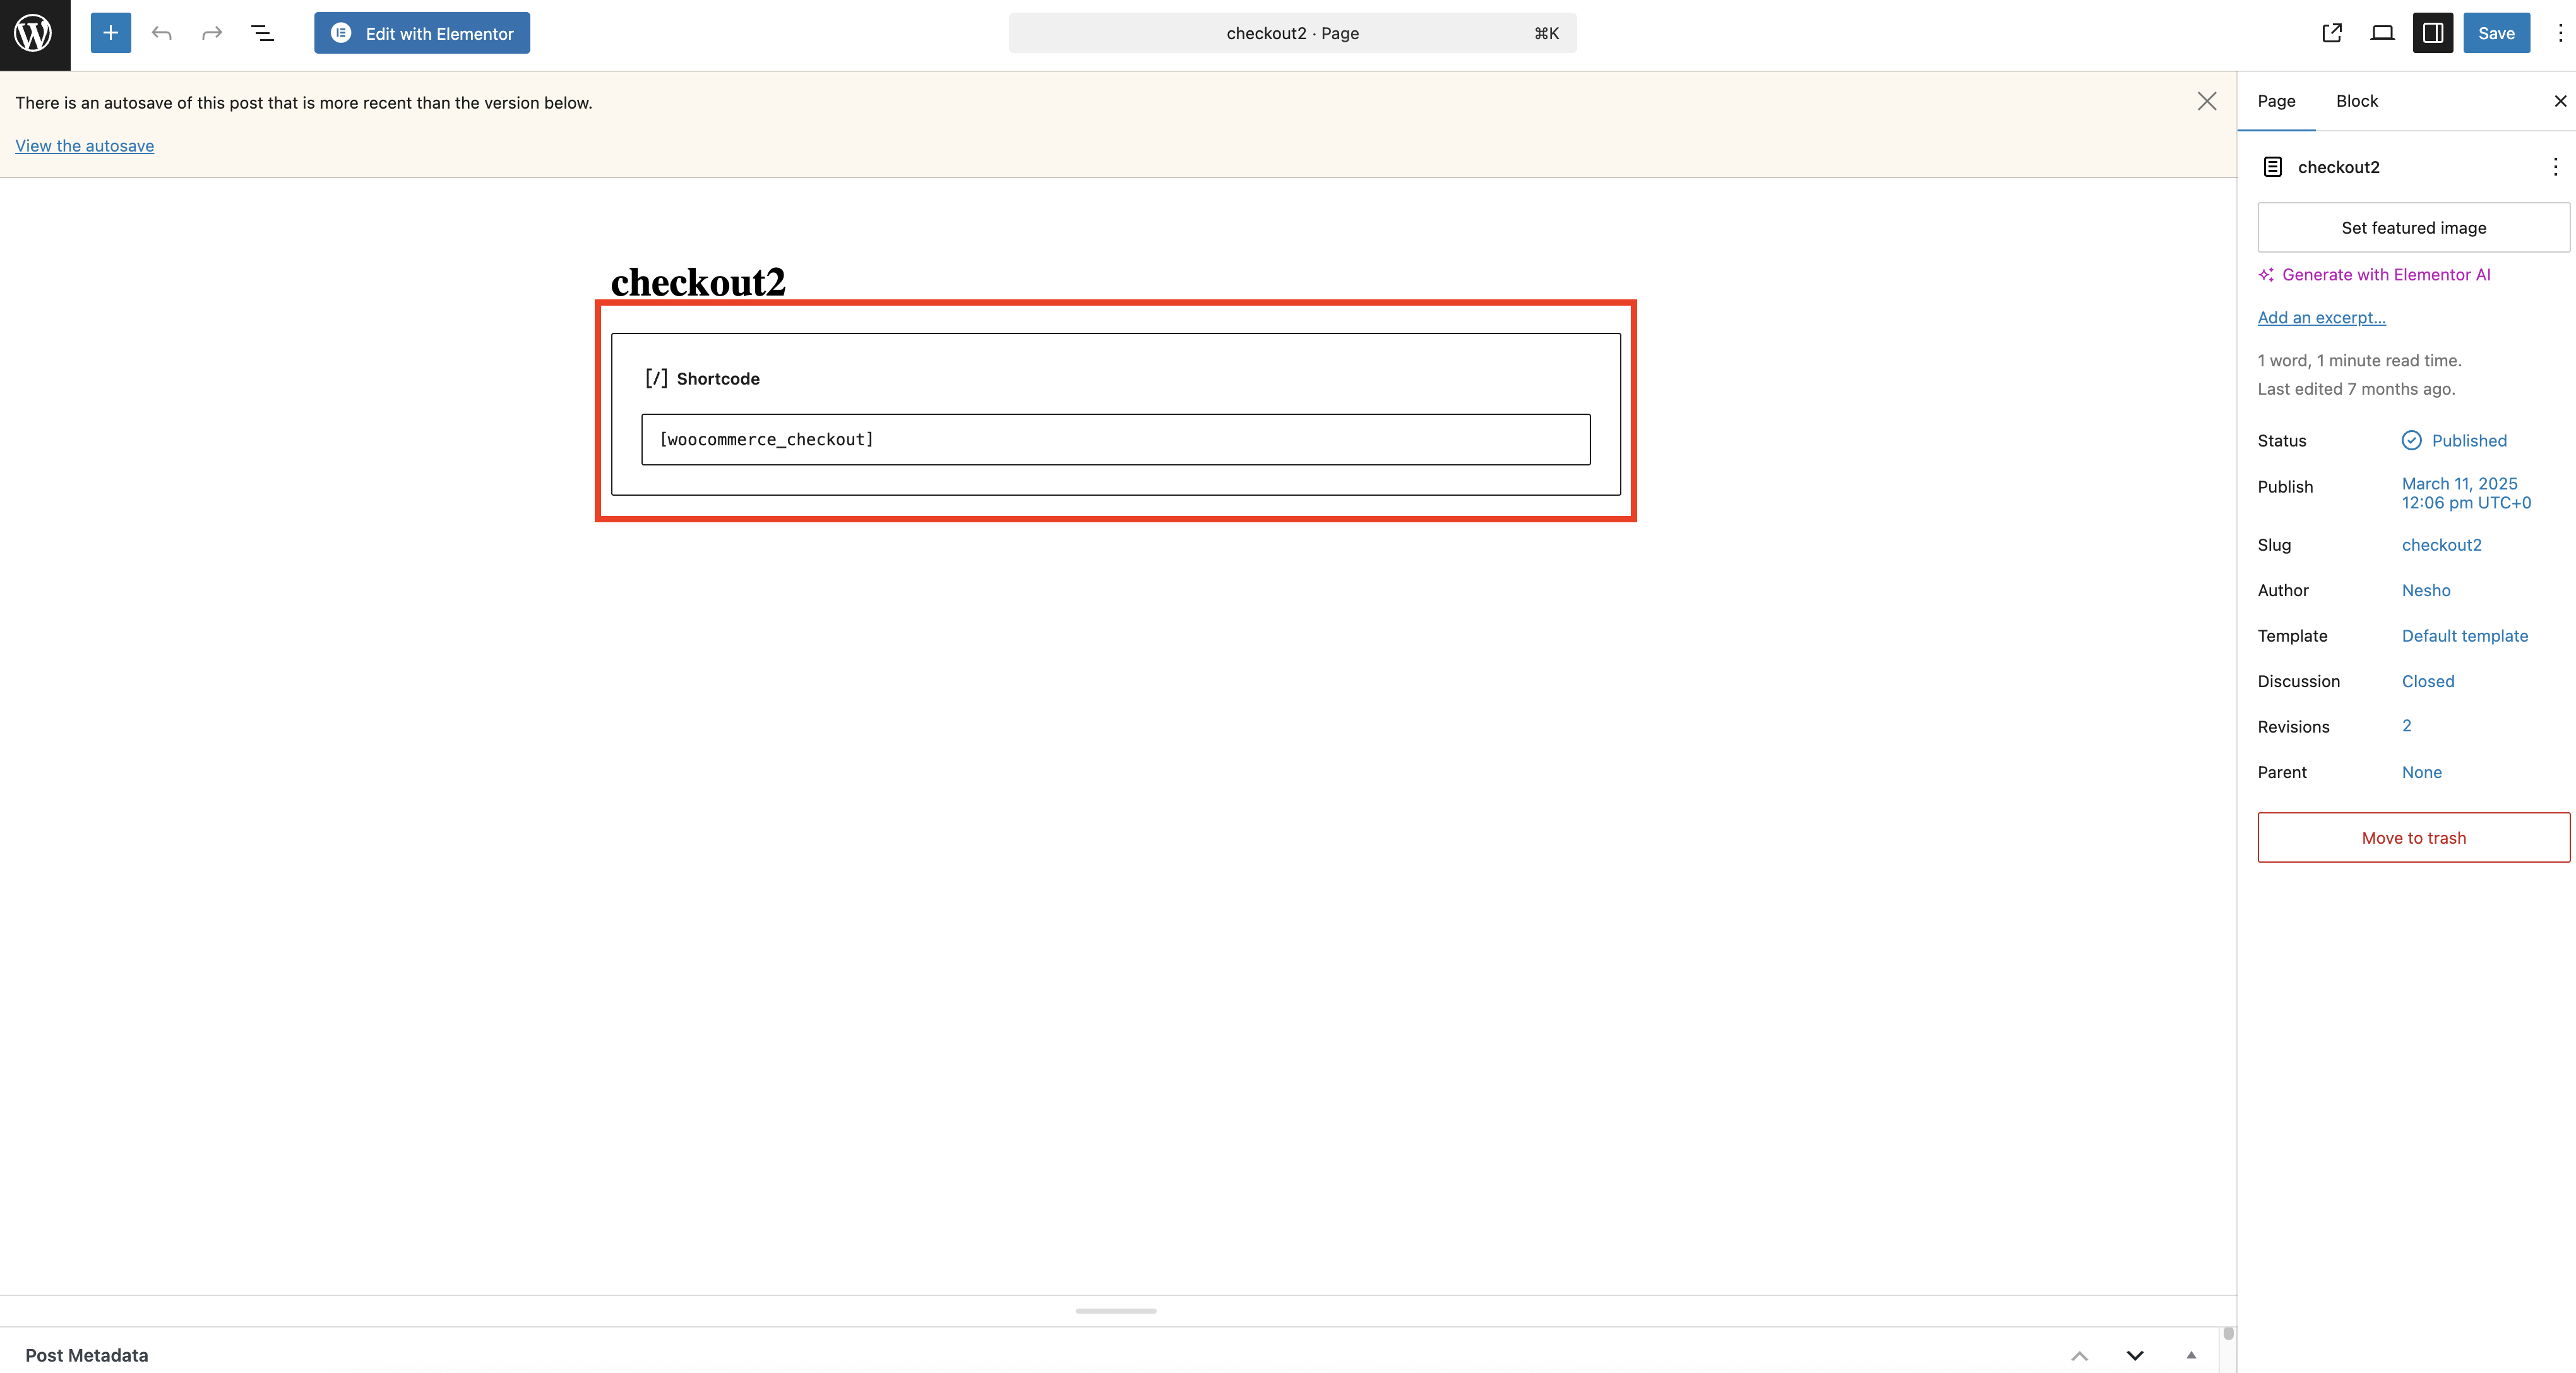 Edit with Elementor
checkout2 · Page
⌘K
Save
There is an autosave of this post that is more recent than the version below.
View the autosave
checkout2
[/] Shortcode
[woocommerce_checkout]
Page
Block
checkout2
Set featured image
Generate with Elementor AI
Add an excerpt...
1 word, 1 minute read time.
Last edited 7 months ago.
Status
Published
Publish
March 11, 2025
12:06 pm UTC+0
Slug
checkout2
Author
Nesho
Template
Default template
Discussion
Closed
Revisions
2
Parent
None
Move to trash
Post Metadata